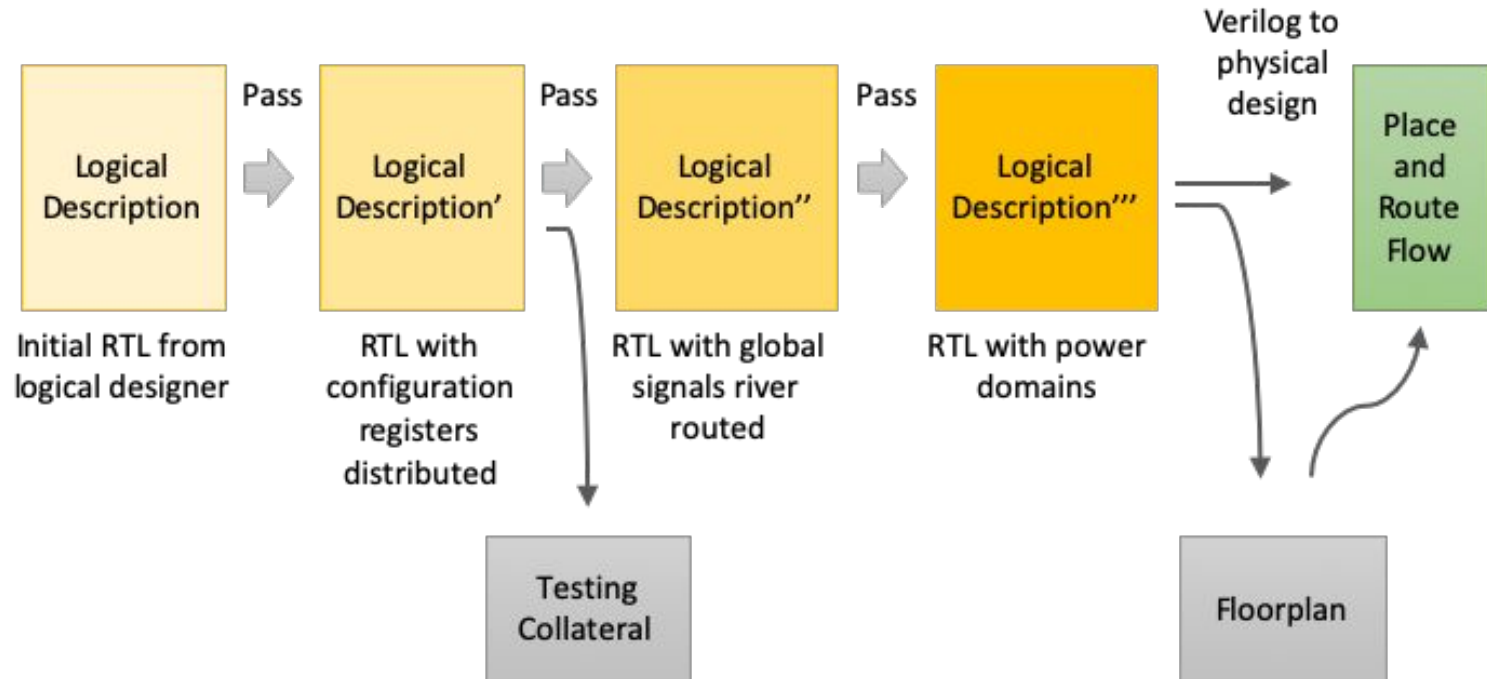 Logical
Description
Initial RTL from
logical designer
Pass
Logical
Description’
RTL with
configuration
registers
distributed
Pass
Logical
Description’’
RTL with global
signals river
routed
Pass
Logical
Description’’’
RTL with power
domains
Verilog to
physical
design
Place
and
Route
Flow
Testing
Collateral
Floorplan